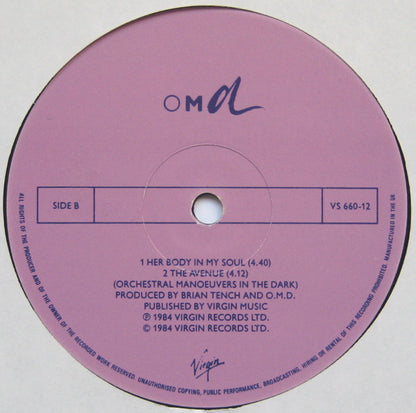 OMd
SIDE B
VS 660-12
1 HER BODY IN MY SOUL (4.40)
2 THE AVENUE (4.12)
(ORCHESTRAL MANOEUVERS IN THE DARK)
PRODUCED BY BRIAN TENCH AND O.M.D.
PUBLISHED BY VIRGIN MUSIC
℗ 1984 VIRGIN RECORDS LTD.
© 1984 VIRGIN RECORDS LTD.
Virgin
ALL RIGHTS OF THE PRODUCER AND OF THE OWNER OF THE RECORDED WORK RESERVED. UNAUTHORISED COPYING, PUBLIC PERFORMANCE, BROADCASTING, HIRING OR RENTAL OF THIS RECORDING PROHIBITED. MANUFACTURED IN THE UK